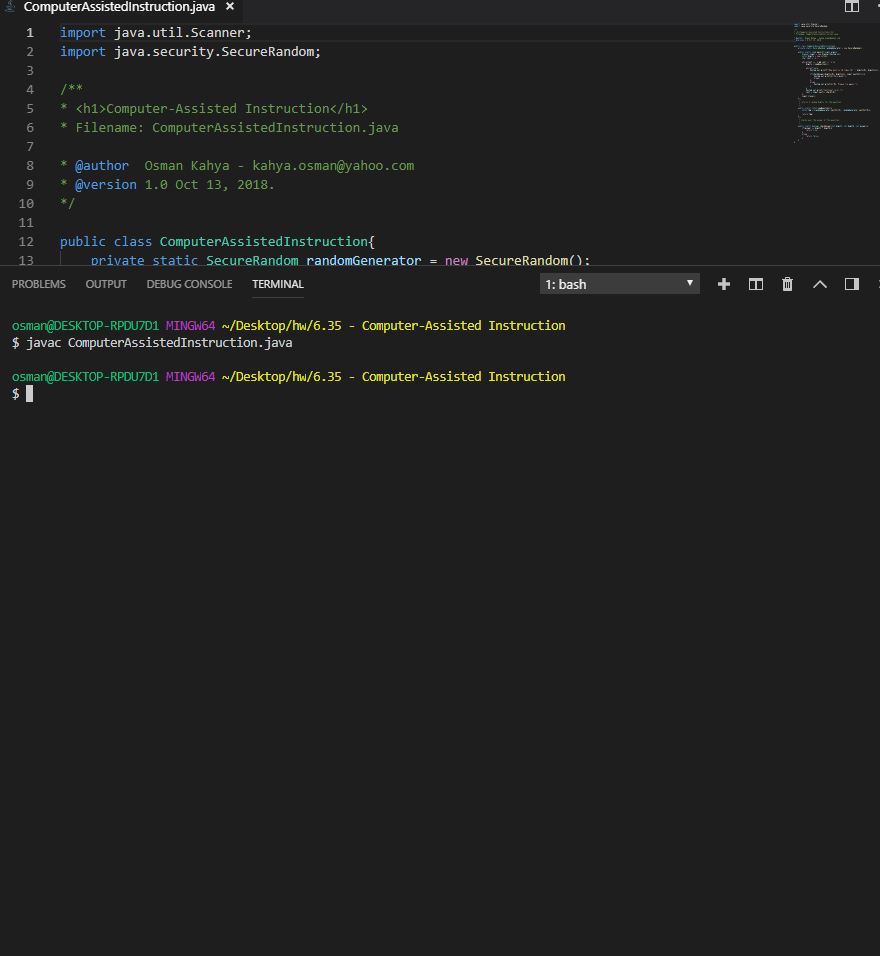 ComputerAssistedInstruction.java ×
1 import java.util.Scanner;
2 import java.security.SecureRandom;
3
4 /**
5 * <h1>Computer-Assisted Instruction</h1>
6 * Filename: ComputerAssistedInstruction.java
7
8 * @author  Osman Kahya - kahya.osman@yahoo.com
9 * @version 1.0 Oct 13, 2018.
10 */
11
12 public class ComputerAssistedInstruction{
13     private static SecureRandom randomGenerator = new SecureRandom();
PROBLEMS OUTPUT DEBUG CONSOLE TERMINAL 1: bash
osman@DESKTOP-RPDU7D1 MINGW64 ~/Desktop/hw/6.35 - Computer-Assisted Instruction
$ javac ComputerAssistedInstruction.java
osman@DESKTOP-RPDU7D1 MINGW64 ~/Desktop/hw/6.35 - Computer-Assisted Instruction
$